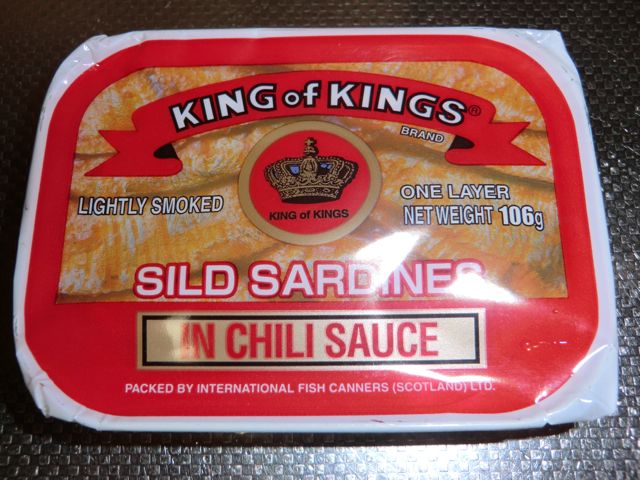 KING of KINGS®
BRAND
KING of KINGS
LIGHTLY SMOKED
ONE LAYER
NET WEIGHT 106g
SILD SARDINES
IN CHILI SAUCE
PACKED BY INTERNATIONAL FISH CANNERS (SCOTLAND) LTD.